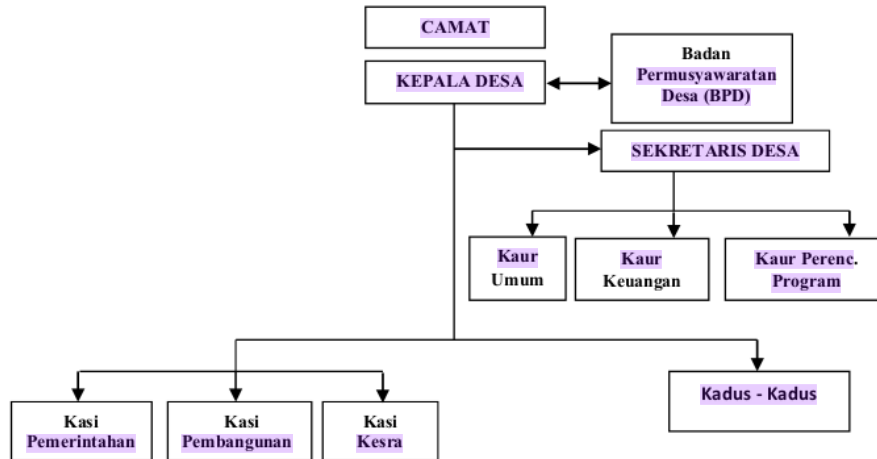 CAMAT
KEPALA DESA
Badan
Permusyawaratan
Desa (BPD)
SEKRETARIS DESA
Kaur
Umum
Kaur
Keuangan
Kaur Perenc.
Program
Kasi
Pemerintahan
Kasi
Pembangunan
Kasi
Kesra
Kadus - Kadus